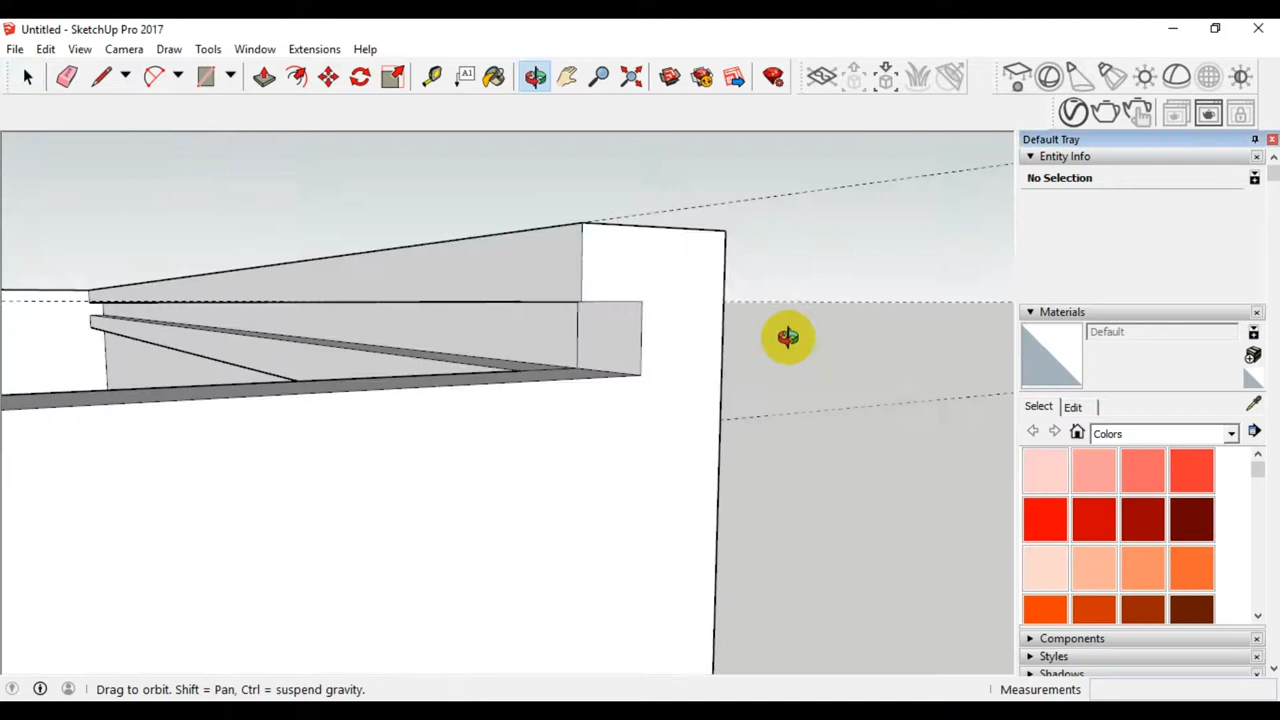 Untitled - SketchUp Pro 2017
File Edit View Camera Draw Tools Window Extensions Help
A1
Default Tray
Entity Info
No Selection
Materials
Default
Select Edit
Colors
Components
Styles
Shadows
Drag to orbit. Shift = Pan, Ctrl = suspend gravity.
Measurements